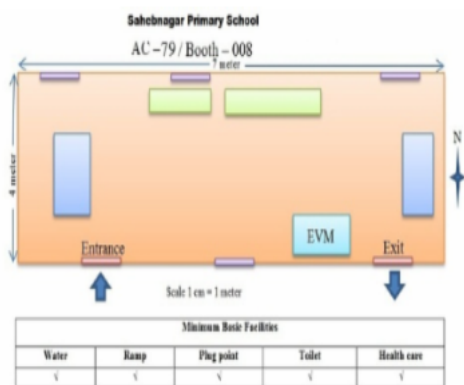 Sahebnagar Primary School
AC –79 / Booth – 008
7 meter
4 meter
N
EVM
Entrance
Exit
Scale 1 cm = 1 meter
Minimum Basic Facilities
Water Ramp Plug point Toilet Health care
√ √ √ √ √